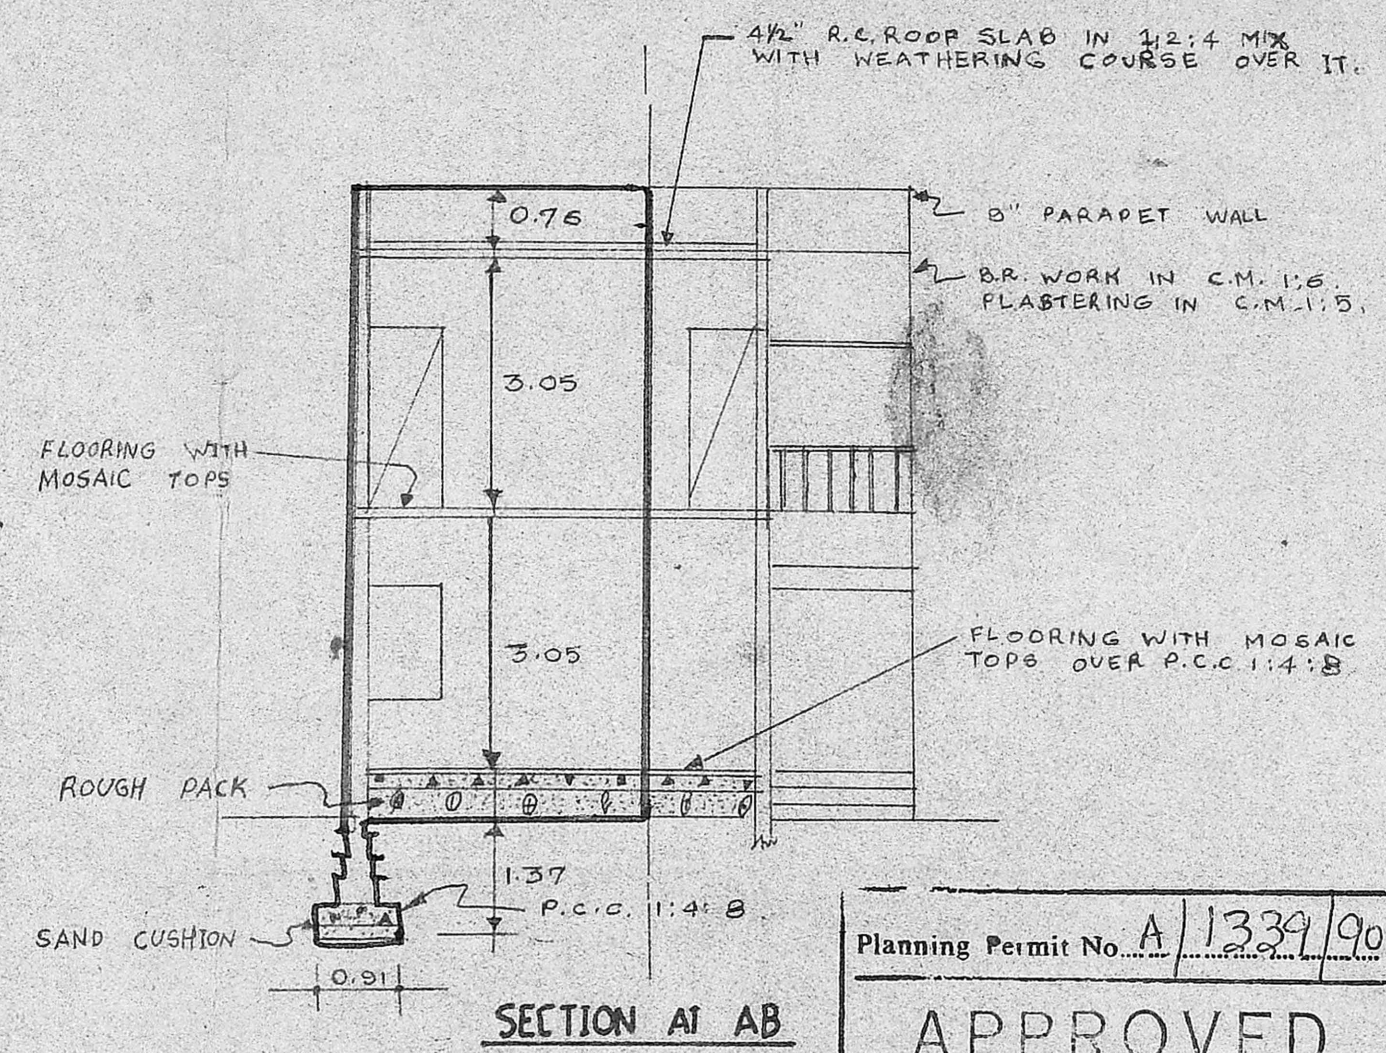 4½" R.C. ROOF SLAB IN 1:2:4 MIX
WITH WEATHERING COURSE OVER IT.
0.76
9" PARAPET WALL
B.R. WORK IN C.M. 1:6.
PLASTERING IN C.M. 1:5.
3.05
FLOORING WITH
MOSAIC TOPS
3.05
FLOORING WITH MOSAIC
TOPS OVER P.C.C 1:4:8
ROUGH PACK
1.37
P.C.C. 1:4:8
SAND CUSHION
0.91
SECTION AT AB
Planning Permit No. A/1339/90
APPROVED